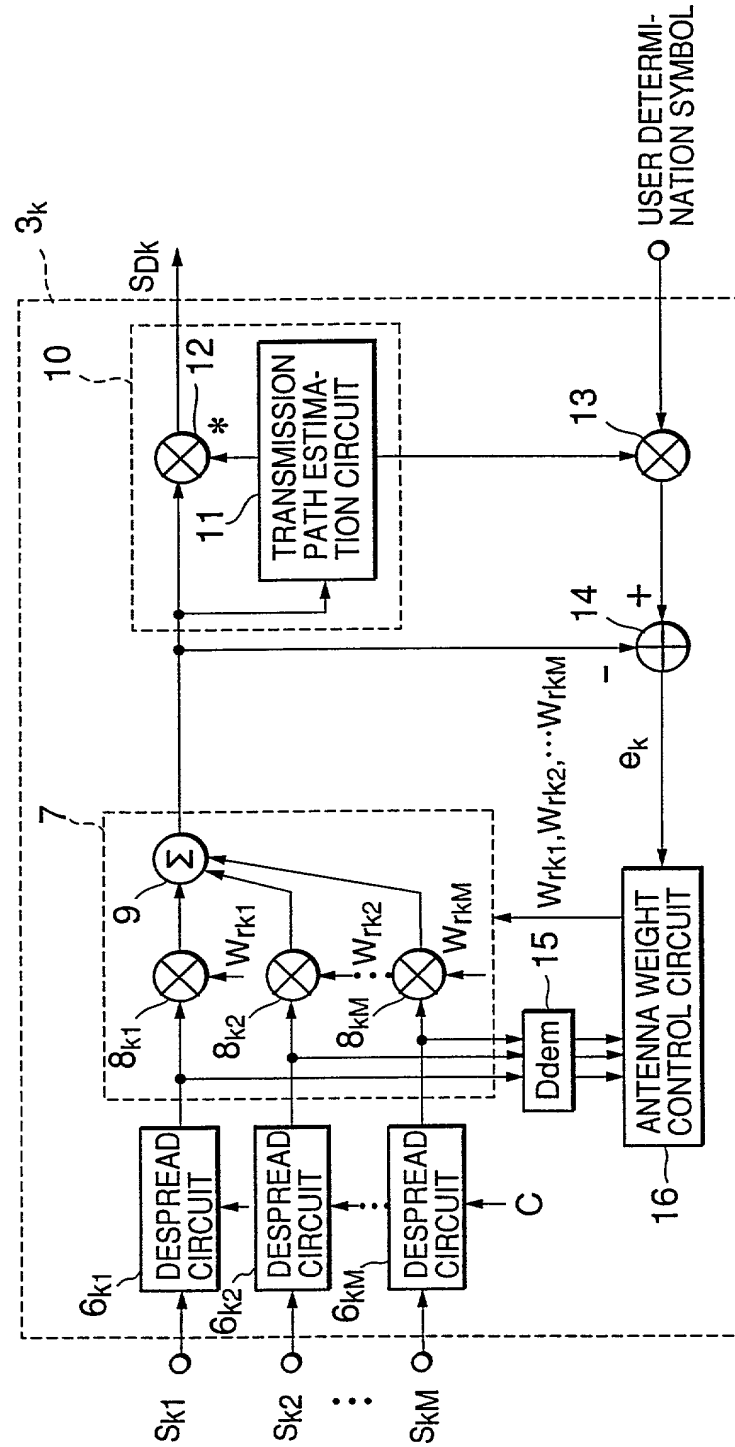 3k
10
SDk
12
*
TRANSMISSION
PATH ESTIMA-
TION CIRCUIT
11
USER DETERMI-
NATION SYMBOL
13
+
14
-
ek
7
9
Σ
8k1
Wrk1
8k2
Wrk2
8kM
WrkM
Wrk1, Wrk2, ···WrkM
15
Ddem
ANTENNA WEIGHT
CONTROL CIRCUIT
16
DESPREAD
CIRCUIT
6k1
DESPREAD
CIRCUIT
6k2
DESPREAD
CIRCUIT
6kM
C
Sk1
Sk2
···
SkM